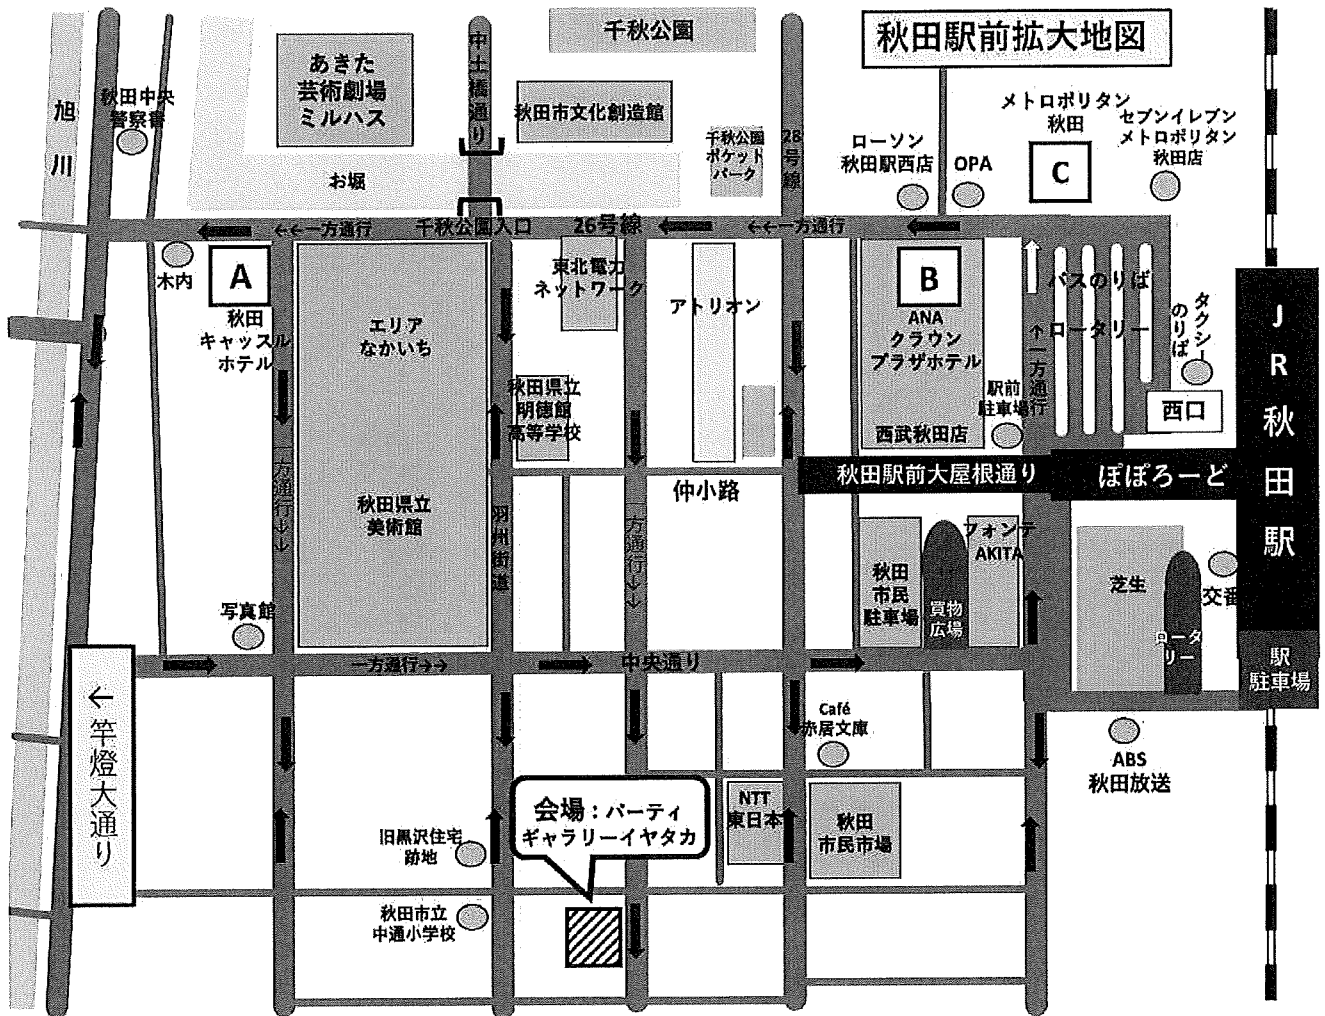 秋田駅前拡大地図
千秋公園
中土橋通り
あきた
芸術劇場
ミルハス
秋田市文化創造館
千秋公園
ポケット
パーク
28号線
旭川
秋田中央
警察署
お堀
ローソン
秋田駅西店
OPA
メトロポリタン
秋田
C
セブンイレブン
メトロポリタン
秋田店
←←一方通行
千秋公園入口
26号線
←←一方通行
木内
A
秋田
キャッスル
ホテル
エリア
なかいち
東北電力
ネットワーク
アトリオン
B
ANA
クラウン
プラザホテル
西武秋田店
駅前
駐車場
↑一方通行
バスのりば
ロータリー
タクシー
のりば
西口
JR秋田駅
秋田県立
明徳館
高等学校
一方通行→→
秋田県立
美術館
羽州街道
仲小路
一方通行→→
秋田駅前大屋根通り
ぽぽろーど
秋田
市民
駐車場
買物
広場
フォンテ
AKITA
芝生
ロータ
リー
交番
駅
駐車場
写真館
一方通行→→
中央通り
←竿燈大通り
Café
赤居文庫
ABS
秋田放送
会場:パーティ
ギャラリーイヤタカ
NTT
東日本
秋田
市民市場
旧黒沢住宅
跡地
秋田市立
中通小学校